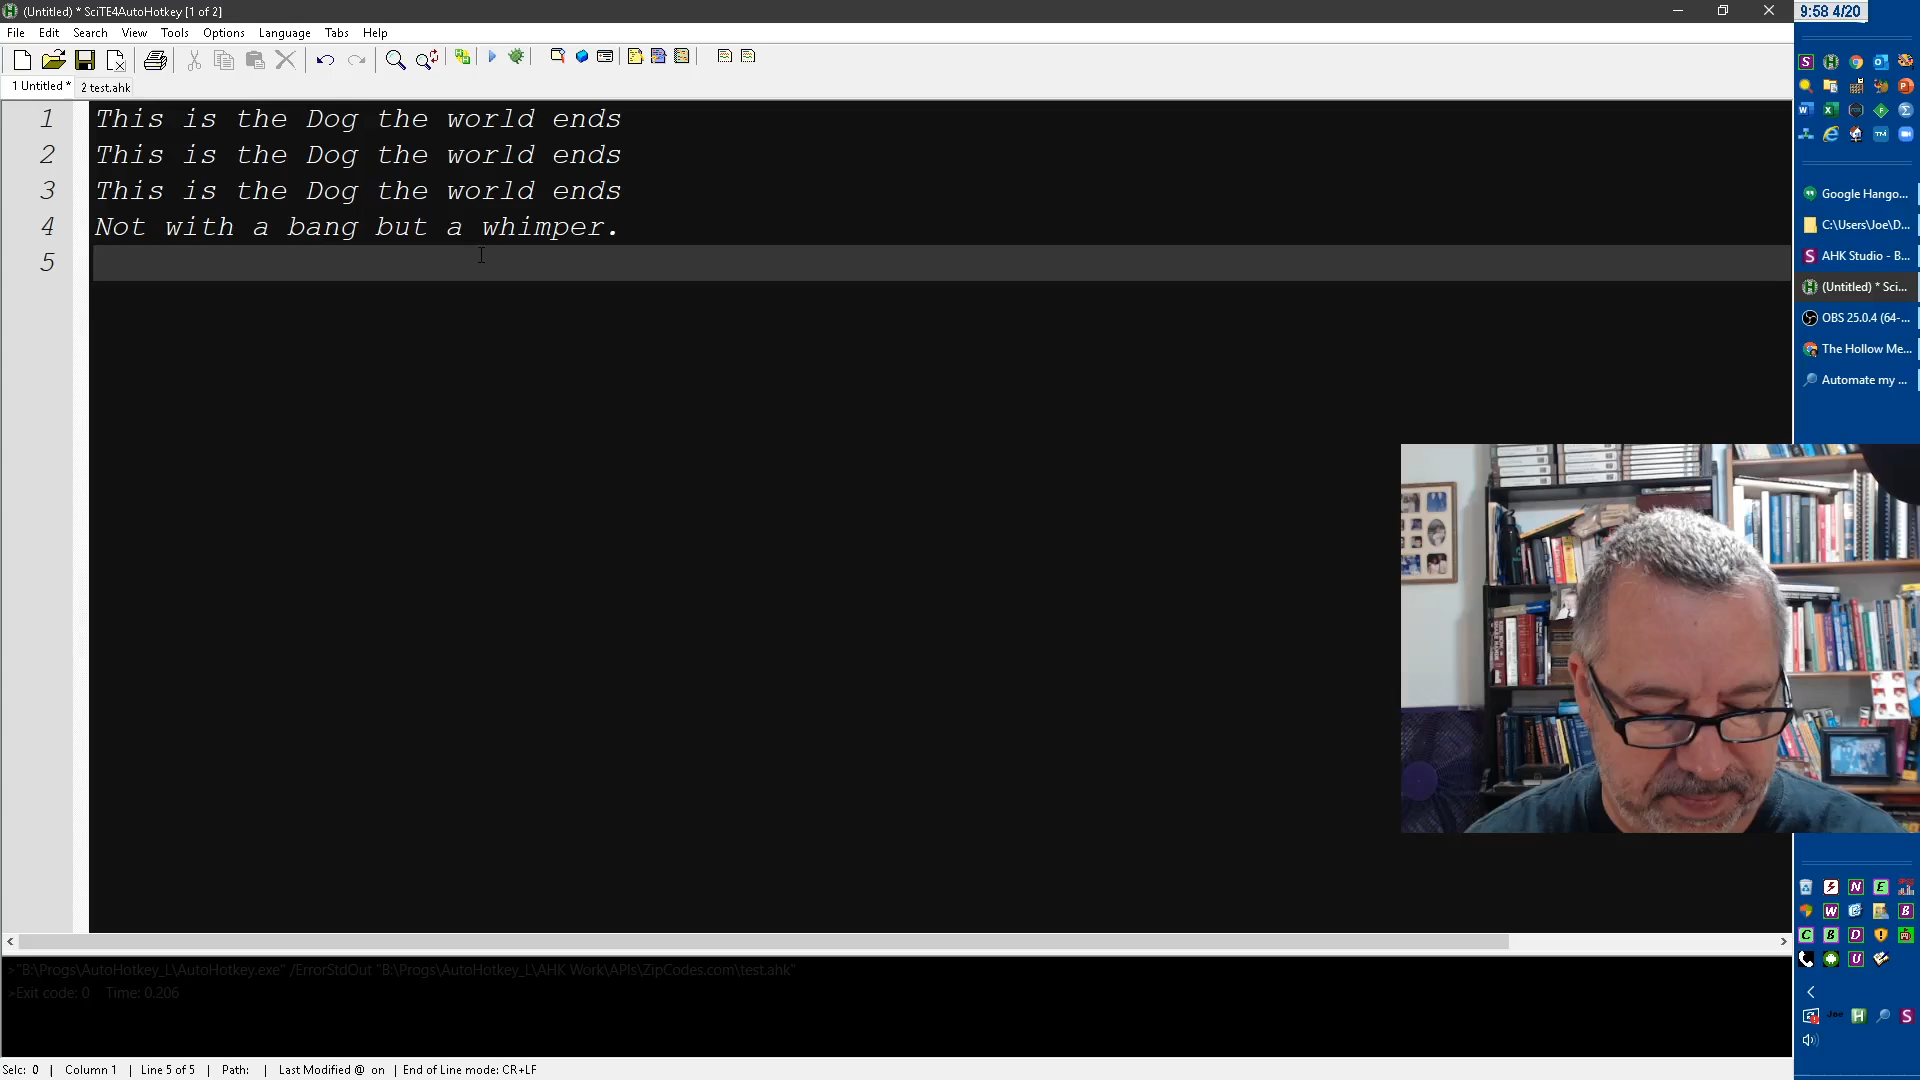 (Untitled) * SciTE4AutoHotkey [1 of 2]
File Edit Search View Tools Options Language Tabs Help
1 Untitled * 2 test.ahk
1 This is the Dog the world ends
2 This is the Dog the world ends
3 This is the Dog the world ends
4 Not with a bang but a whimper.
5
>"B:\Progs\AutoHotkey_L\AutoHotkey.exe" /ErrorStdOut "B:\Progs\AutoHotkey_L\AHK Work\APIs\ZipCodes.com\test.ahk"
>Exit code: 0 Time: 0.206
Selc: 0 | Column 1 | Line 5 of 5 | Path: | Last Modified @ on | End of Line mode: CR+LF
9:58 4/20
Google Hango...
C:\Users\Joe\D...
AHK Studio - B...
(Untitled) * Sci...
OBS 25.0.4 (64-...
The Hollow Me...
Automate my ...
Joe